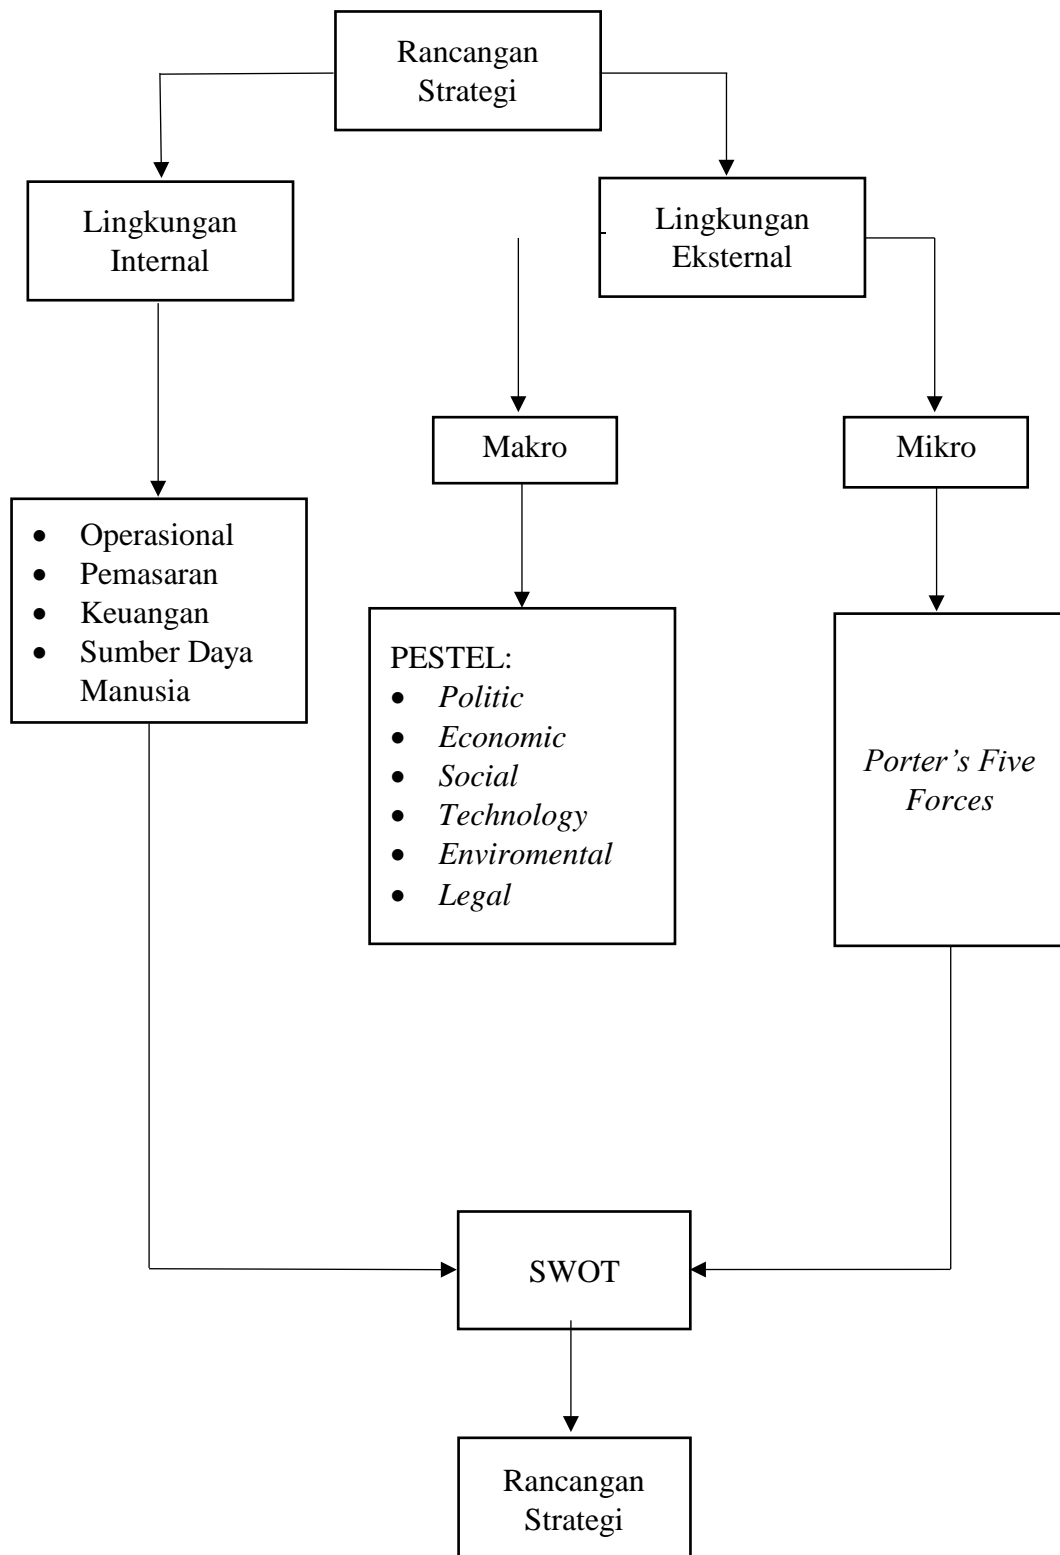 Rancangan
Strategi
Lingkungan
Internal
Lingkungan
Eksternal
Makro
Mikro
• Operasional
• Pemasaran
• Keuangan
• Sumber Daya
Manusia
PESTEL:
• Politic
• Economic
• Social
• Technology
• Enviromental
• Legal
Porter’s Five
Forces
SWOT
Rancangan
Strategi